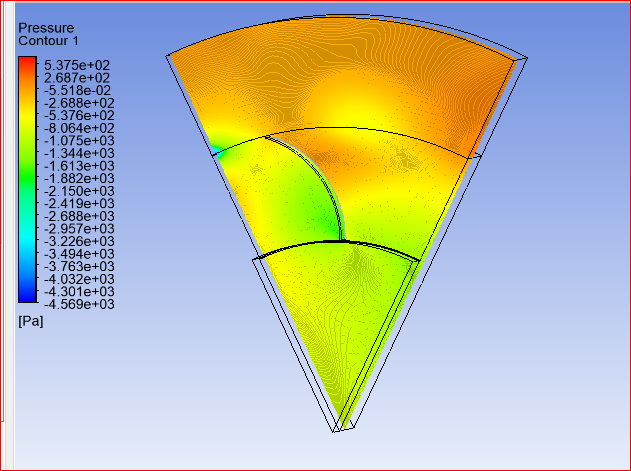 Pressure
Contour 1
5.375e+02
2.687e+02
-5.518e-02
-2.688e+02
-5.376e+02
-8.064e+02
-1.075e+03
-1.344e+03
-1.613e+03
-1.882e+03
-2.150e+03
-2.419e+03
-2.688e+03
-2.957e+03
-3.226e+03
-3.494e+03
-3.763e+03
-4.032e+03
-4.301e+03
-4.569e+03
[Pa]